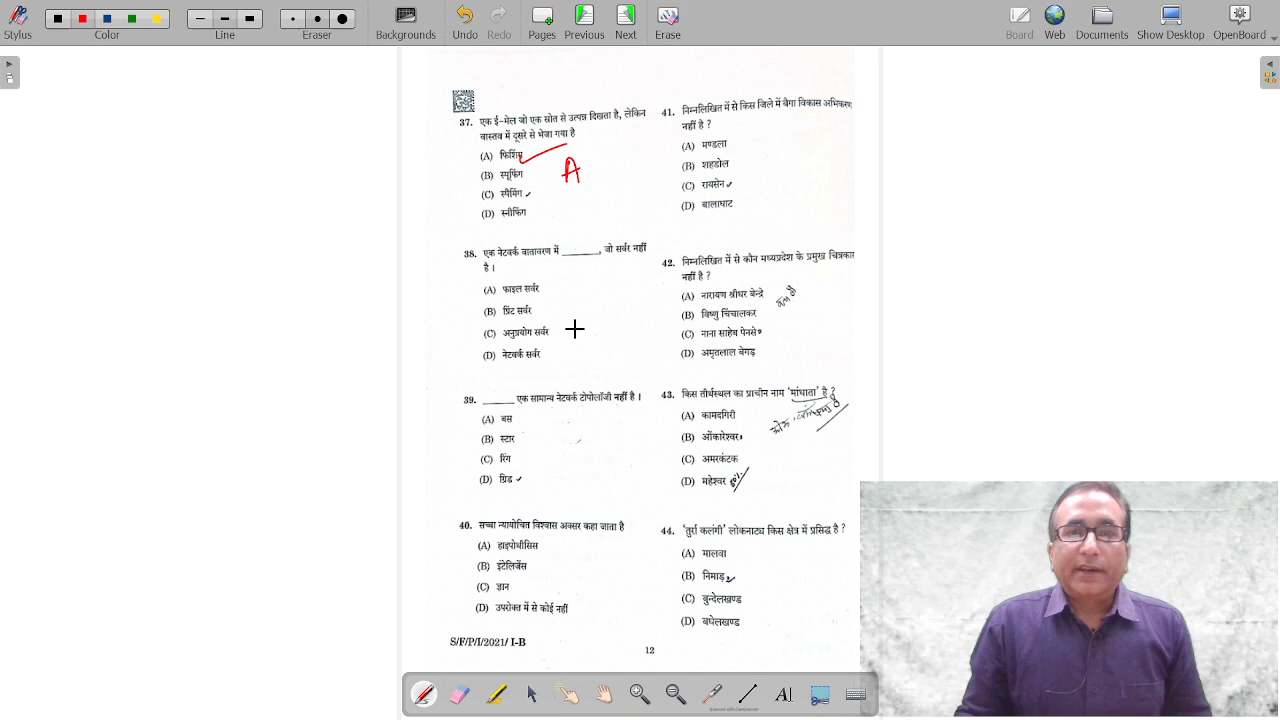 Stylus
Color
Line
Eraser
Backgrounds
Undo
Redo
Pages
Previous
Next
Erase
Board
Web
Documents
Show Desktop
OpenBoard
37. एक ई-मेल जो एक स्रोत से उत्पन्न दिखता है, लेकिन
वास्तव में दूसरे से भेजा गया है
(A) फिशिंग
(B) स्पूफिंग
(C) स्पैमिंग
(D) स्नीफिंग
A
38. एक नेटवर्क वातावरण में ______, जो सर्वर नहीं
है ।
(A) फाइल सर्वर
(B) प्रिंट सर्वर
(C) अनुप्रयोग सर्वर
(D) नेटवर्क सर्वर
39. ______ एक सामान्य नेटवर्क टोपोलॉजी नहीं है ।
(A) बस
(B) स्टार
(C) रिंग
(D) ग्रिड
40. सच्चा न्यायोचित विश्वास अक्सर कहा जाता है
(A) हाइपोथीसिस
(B) इंटेलिजेंस
(C) ज्ञान
(D) उपरोक्त में से कोई नहीं
S/F/P/I/2021/ I-B
41. निम्नलिखित में से किस जिले में बैगा विकास अभिकरण
नहीं है ?
(A) मण्डला
(B) शहडोल
(C) रायसेन
(D) बालाघाट
42. निम्नलिखित में से कौन मध्यप्रदेश के प्रमुख चित्रकार
नहीं है ?
(A) नारायण श्रीधर बेन्द्रे
(B) विष्णु चिंचालकर
(C) नाना साहेब पेनसे
(D) अमृतलाल बेगड़
43. किस तीर्थस्थल का प्राचीन नाम 'मांधाता' है ?
(A) कामदगिरी
(B) ओंकारेश्वर
(C) अमरकंटक
(D) महेश्वर
44. 'तुर्रा कलंगी' लोकनाट्य किस क्षेत्र में प्रसिद्ध है ?
(A) मालवा
(B) निमाड़
(C) बुन्देलखण्ड
(D) बघेलखण्ड
12